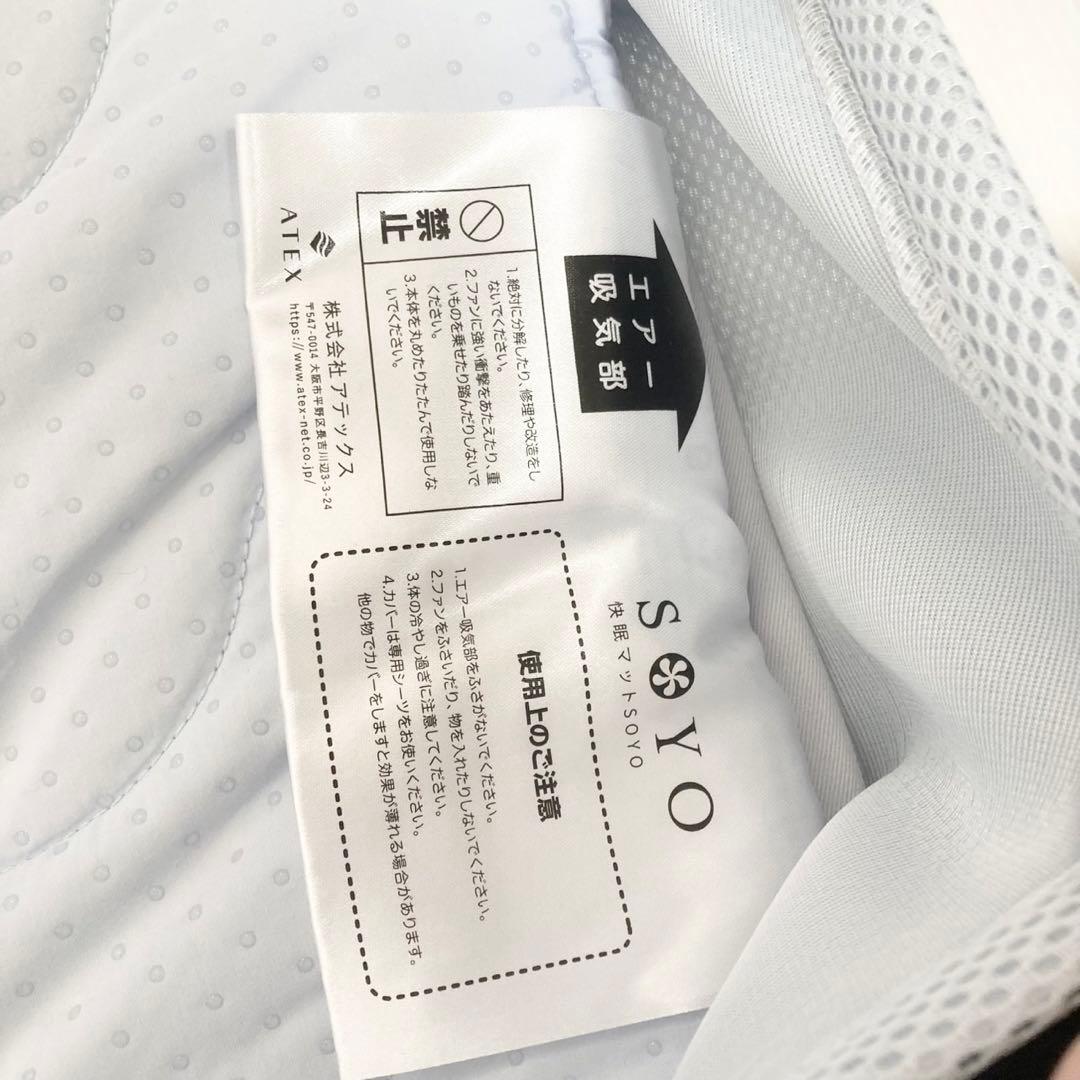 エアー
吸気部
禁止
1.絶対に分解したり、修理や改造をし
ないでください。
2.ファンに強い衝撃をあたえたり、重
いものを乗せたり踏んだりしないで
ください。
3.本体を丸めたりたたんで使用しな
いでください。
ATEX
株式会社アテックス
〒547-0014 大阪市平野区長吉川辺3-3-24
https://www.atex-net.co.jp/
SOYO
快眠マットSOYO
使用上のご注意
1.エアー吸気部をふさがないでください。
2.ファンをふさいだり、物を入れたりしないでください。
3.体の冷やし過ぎに注意してください。
4.カバーは専用シーツをお使いください。
他の物でカバーをしますと効果が薄れる場合があります。